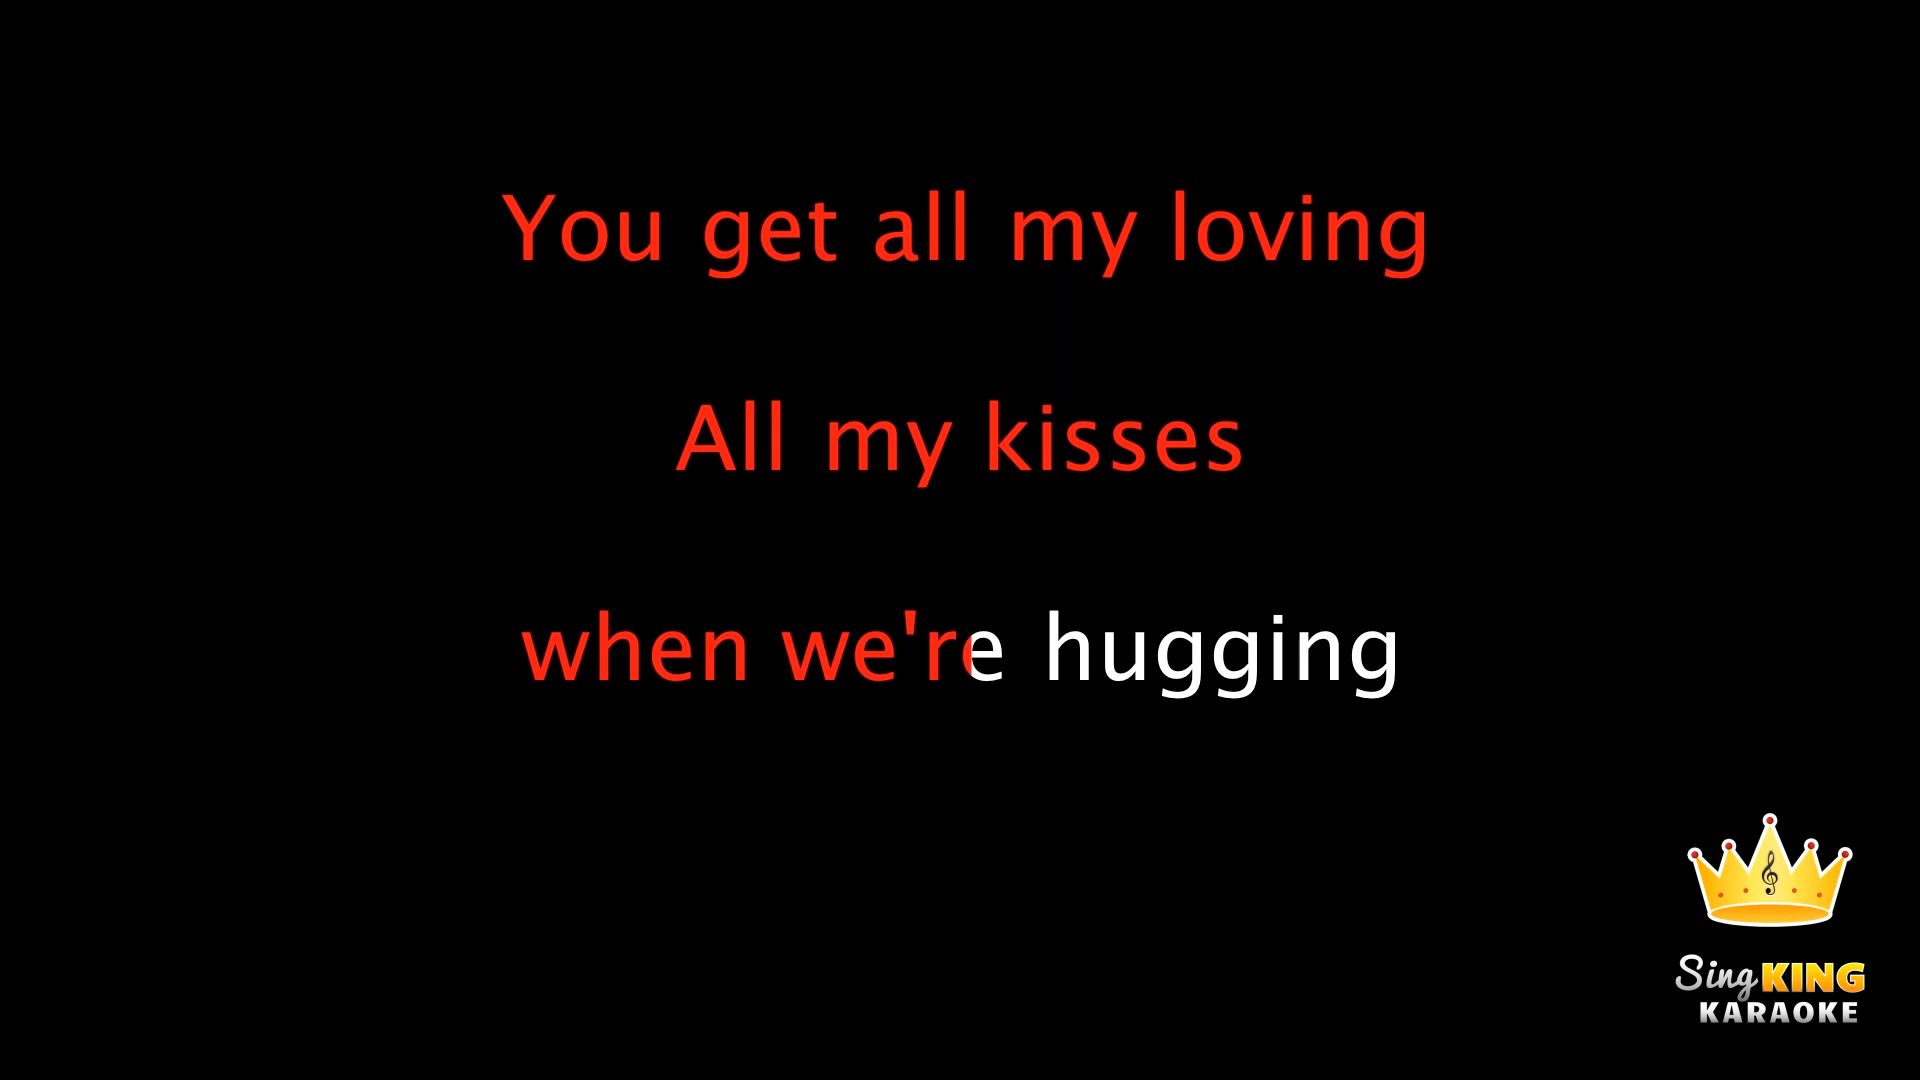 You get all my loving
All my kisses
when we're hugging
Sing KING
KARAOKE